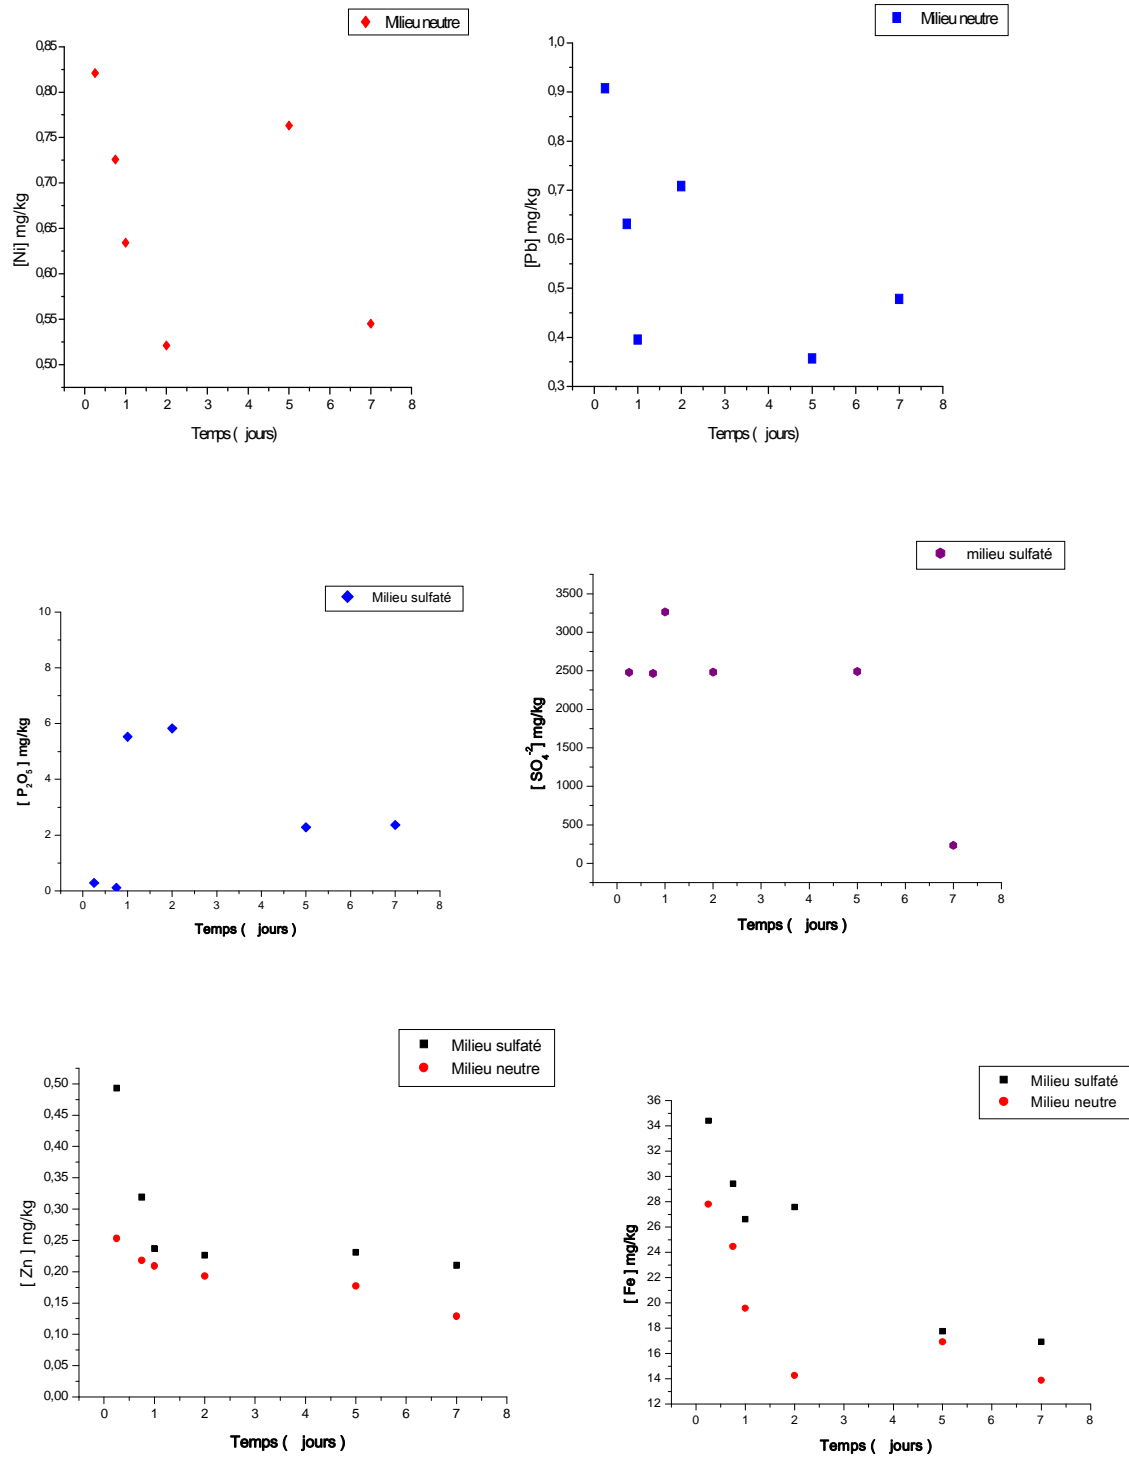 Milieu neutre
0,85
0,80
0,75
0,70
0,65
0,60
0,55
0,50
[Ni] mg/kg
0 1 2 3 4 5 6 7 8
Temps ( jours)
Milieu neutre
1,0
0,9
0,8
0,7
0,6
0,5
0,4
0,3
[Pb] mg/kg
0 1 2 3 4 5 6 7 8
Temps ( jours)
Milieu sulfaté
10
8
6
4
2
0
[ P2O5 ] mg/kg
0 1 2 3 4 5 6 7 8
Temps ( jours )
milieu sulfaté
3500
3000
2500
2000
1500
1000
500
0
[ SO4-2] mg/kg
0 1 2 3 4 5 6 7 8
Temps ( jours )
Milieu sulfaté
Milieu neutre
0,50
0,45
0,40
0,35
0,30
0,25
0,20
0,15
0,10
0,05
0,00
[ Zn ] mg/kg
0 1 2 3 4 5 6 7 8
Temps ( jours )
Milieu sulfaté
Milieu neutre
36
34
32
30
28
26
24
22
20
18
16
14
12
[ Fe ] mg/kg
0 1 2 3 4 5 6 7 8
Temps ( jours )